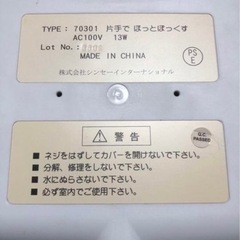 TYPE: 70301 片手で ほっとぼっくす
AC100V 13W
Lot No.:
MADE IN CHINA
PS
E
株式会社シンセーインターナショナル
警告
Q.C
PASSED
■ネジをはずしてカバーを開けないで下さい。
■分解、修理をしないで下さい。
■水にぬらさないで下さい。
■必ず室内でご使用下さい。